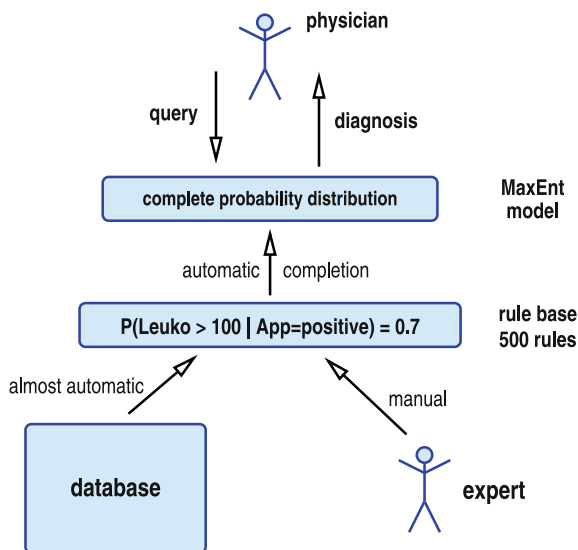 physician
query
diagnosis
complete probability distribution
MaxEnt
model
automatic completion
P(Leuko > 100 | App=positive) = 0.7
rule base
500 rules
almost automatic
manual
database
expert